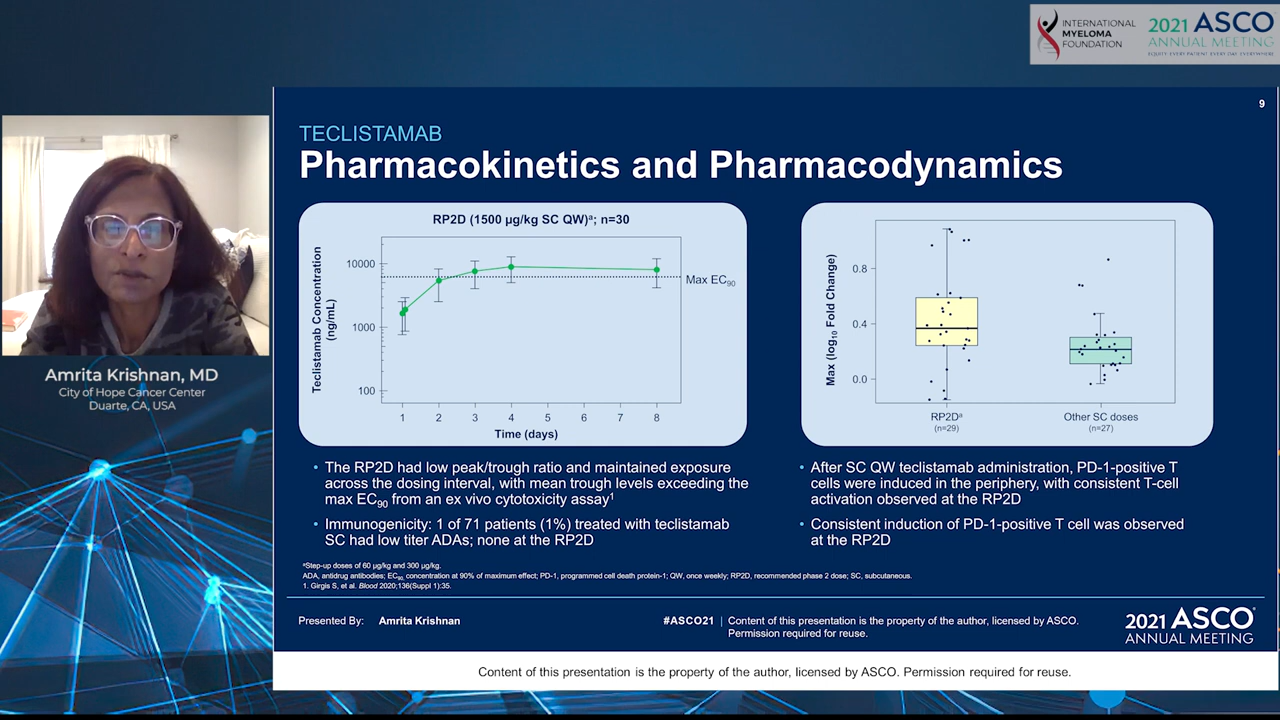 INTERNATIONAL
MYELOMA
FOUNDATION
2021 ASCO
ANNUAL MEETING
EQUITY: EVERY PATIENT. EVERY DAY. EVERYWHERE.
Amrita Krishnan, MD
City of Hope Cancer Center
Duarte, CA, USA
9
TECLISTAMAB
Pharmacokinetics and Pharmacodynamics
RP2D (1500 µg/kg SC QW)ᵃ; n=30
Teclistamab Concentration
(ng/mL)
10000
1000
100
Max EC₉₀
1 2 3 4 5 6 7 8
Time (days)
Max (log₁₀ Fold Change)
0.8
0.4
0.0
RP2Dᵃ
(n=29)
Other SC doses
(n=27)
• The RP2D had low peak/trough ratio and maintained exposure
across the dosing interval, with mean trough levels exceeding the
max EC₉₀ from an ex vivo cytotoxicity assay¹
• Immunogenicity: 1 of 71 patients (1%) treated with teclistamab
SC had low titer ADAs; none at the RP2D
• After SC QW teclistamab administration, PD-1-positive T
cells were induced in the periphery, with consistent T-cell
activation observed at the RP2D
• Consistent induction of PD-1-positive T cell was observed
at the RP2D
ᵃStep-up doses of 60 µg/kg and 300 µg/kg.
ADA, antidrug antibodies; EC₉₀, concentration at 90% of maximum effect; PD-1, programmed cell death protein-1; QW, once weekly; RP2D, recommended phase 2 dose; SC, subcutaneous.
1. Girgis S, et al. Blood 2020;136(Suppl 1):35.
Presented By: Amrita Krishnan
#ASCO21 | Content of this presentation is the property of the author, licensed by ASCO.
Permission required for reuse.
2021 ASCO®
ANNUAL MEETING
Content of this presentation is the property of the author, licensed by ASCO. Permission required for reuse.